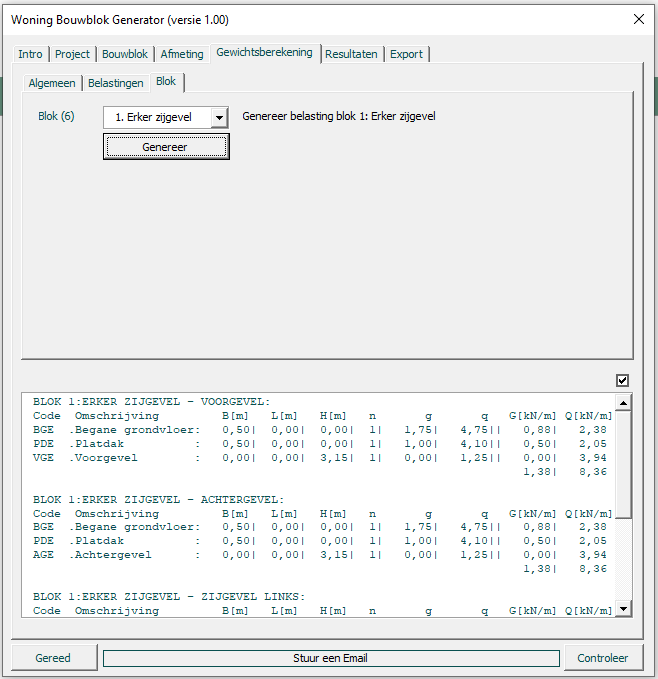 Woning Bouwblok Generator (versie 1.00)
Intro Project Bouwblok Afmeting Gewichtsberekening Resultaten Export
Algemeen Belastingen Blok
Blok (6) 1. Erker zijgevel Genereer belasting blok 1: Erker zijgevel
Genereer
BLOK 1:ERKER ZIJGEVEL - VOORGEVEL:
Code Omschrijving B[m] L[m] H[m] n g q G[kN/m] Q[kN/m]
BGE .Begane grondvloer: 0,50| 0,00| 0,00| 1| 1,75| 4,75|| 0,88| 2,38
PDE .Platdak : 0,50| 0,00| 0,00| 1| 1,00| 4,10|| 0,50| 2,05
VGE .Voorgevel : 0,00| 0,00| 3,15| 1| 0,00| 1,25|| 0,00| 3,94
1,38| 8,36
BLOK 1:ERKER ZIJGEVEL - ACHTERGEVEL:
Code Omschrijving B[m] L[m] H[m] n g q G[kN/m] Q[kN/m]
BGE .Begane grondvloer: 0,50| 0,00| 0,00| 1| 1,75| 4,75|| 0,88| 2,38
PDE .Platdak : 0,50| 0,00| 0,00| 1| 1,00| 4,10|| 0,50| 2,05
AGE .Achtergevel : 0,00| 0,00| 3,15| 1| 0,00| 1,25|| 0,00| 3,94
1,38| 8,36
BLOK 1:ERKER ZIJGEVEL - ZIJGEVEL LINKS:
Code Omschrijving B[m] L[m] H[m] n g q G[kN/m] Q[kN/m]
Gereed Stuur een Email Controleer